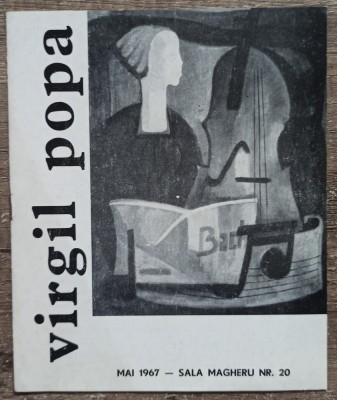 virgil popa
Bach
MAI 1967 — SALA MAGHERU NR. 20